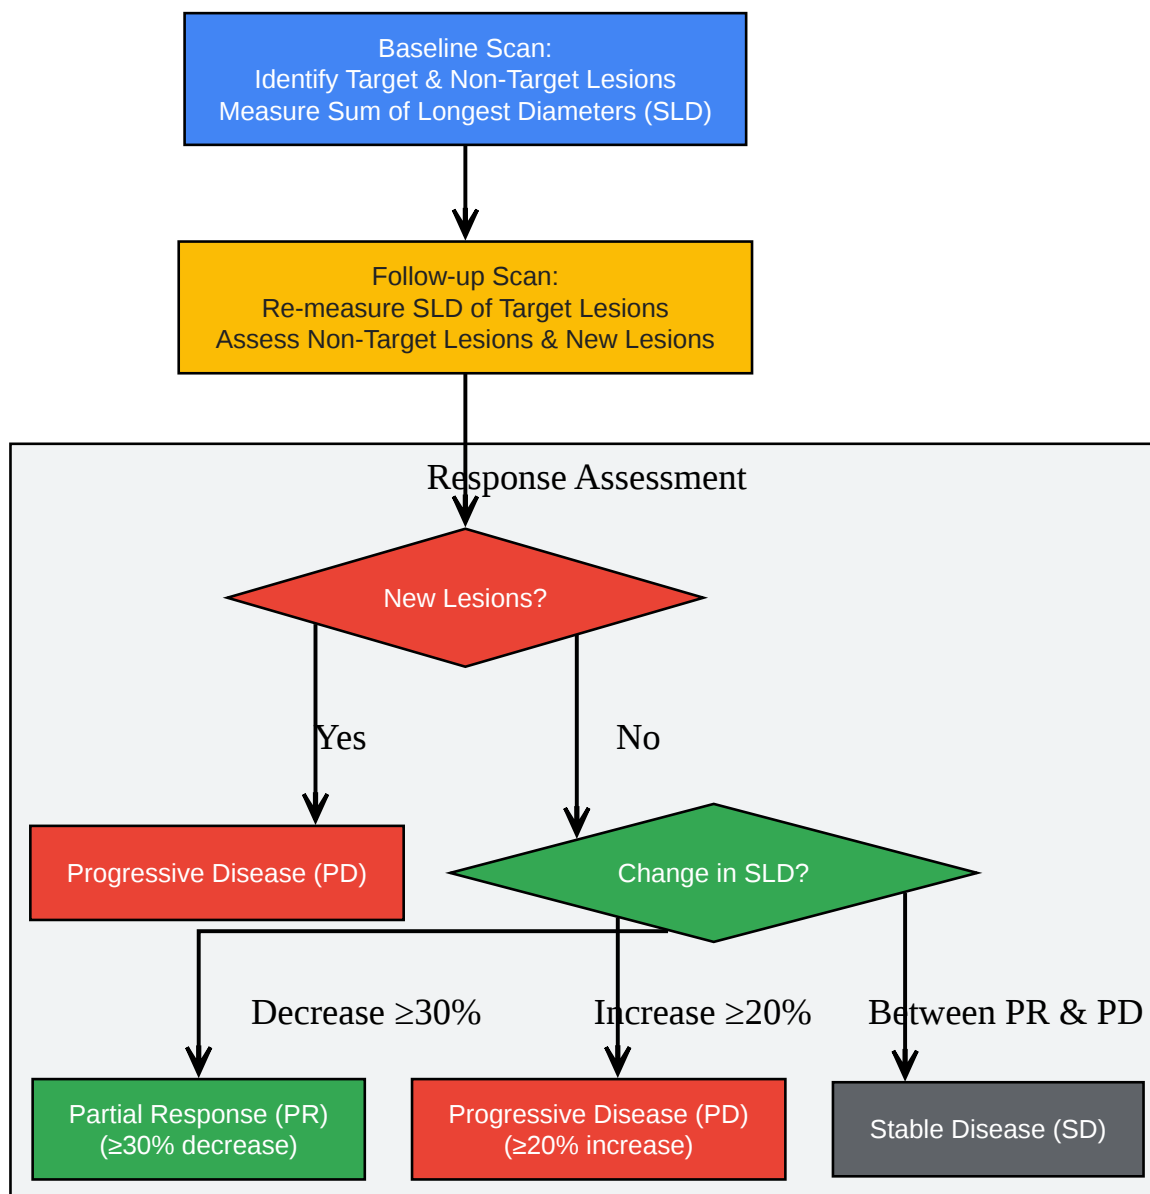 Baseline Scan:
Identify Target & Non-Target Lesions
Measure Sum of Longest Diameters (SLD)
Follow-up Scan:
Re-measure SLD of Target Lesions
Assess Non-Target Lesions & New Lesions
Response Assessment
New Lesions?
Yes
No
Progressive Disease (PD)
Change in SLD?
Decrease ≥30%
Increase ≥20%
Between PR & PD
Partial Response (PR)
(≥30% decrease)
Progressive Disease (PD)
(≥20% increase)
Stable Disease (SD)